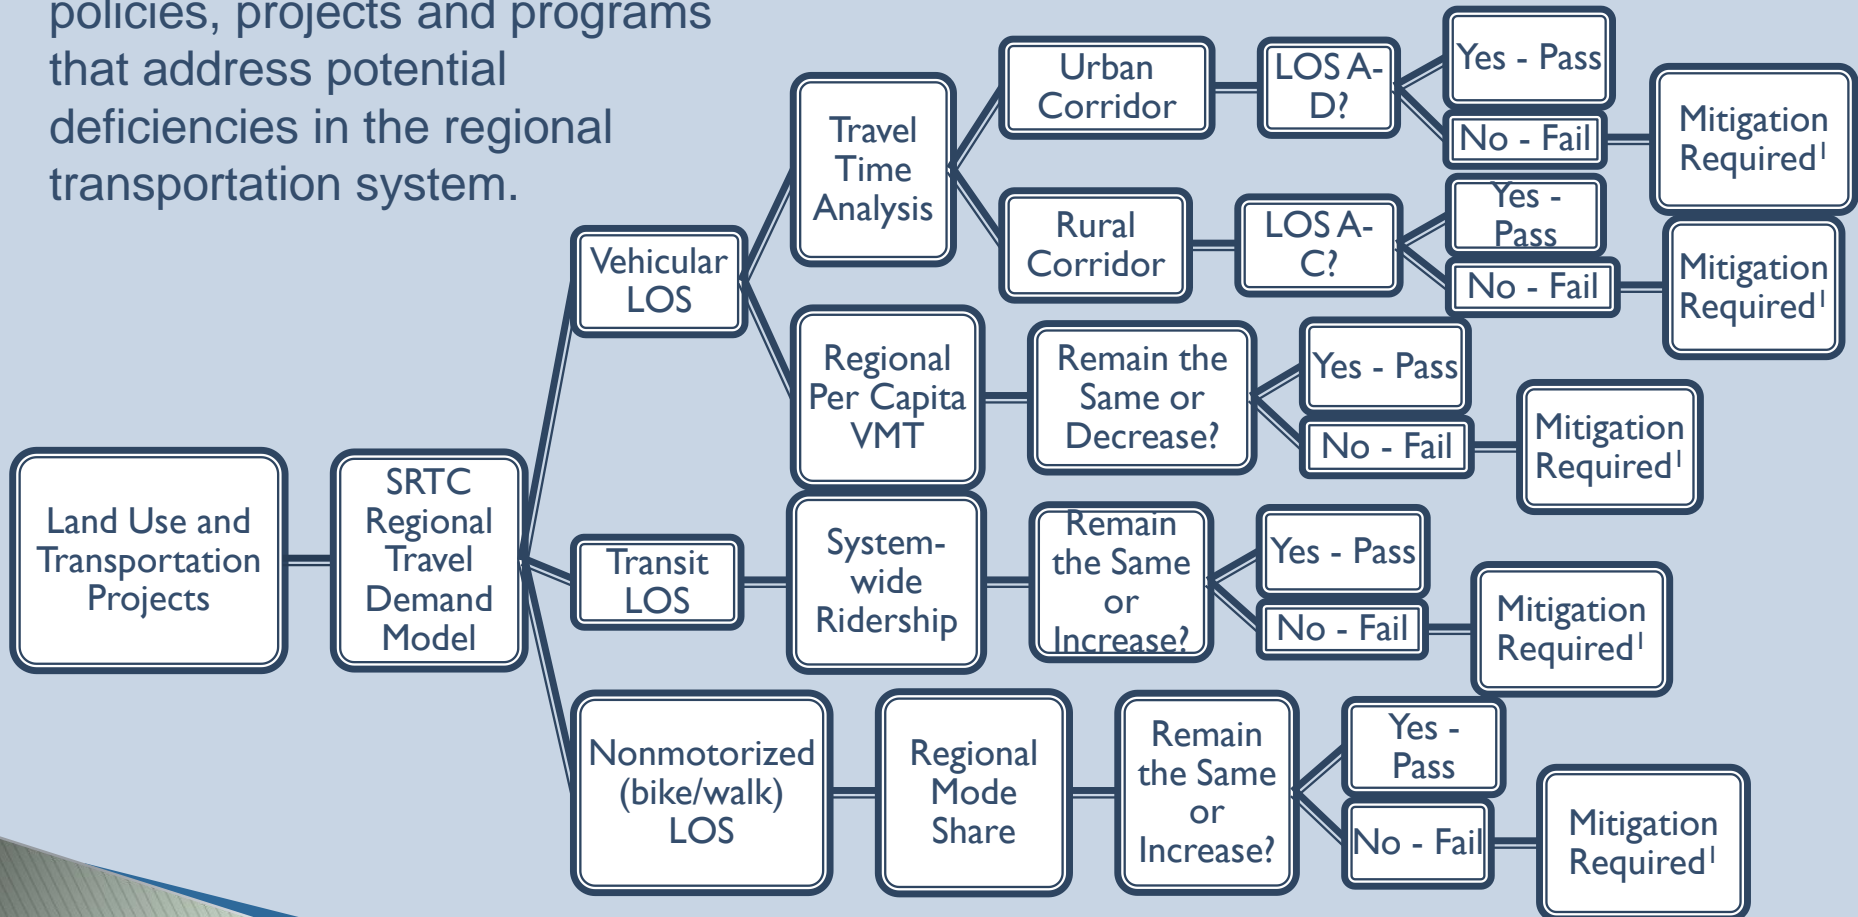 policies, projects and programs
that address potential
deficiencies in the regional
transportation system.
Land Use and
Transportation
Projects
SRTC
Regional
Travel
Demand
Model
Vehicular
LOS
Travel
Time
Analysis
Urban
Corridor
LOS A-
D?
Yes - Pass
No - Fail
Mitigation
Required¹
Rural
Corridor
LOS A-
C?
Yes -
Pass
No - Fail
Mitigation
Required¹
Regional
Per Capita
VMT
Remain the
Same or
Decrease?
Yes - Pass
No - Fail
Mitigation
Required¹
Transit
LOS
System-
wide
Ridership
Remain
the Same
or
Increase?
Yes - Pass
No - Fail
Mitigation
Required¹
Nonmotorized
(bike/walk)
LOS
Regional
Mode
Share
Remain
the Same
or
Increase?
Yes -
Pass
No - Fail
Mitigation
Required¹